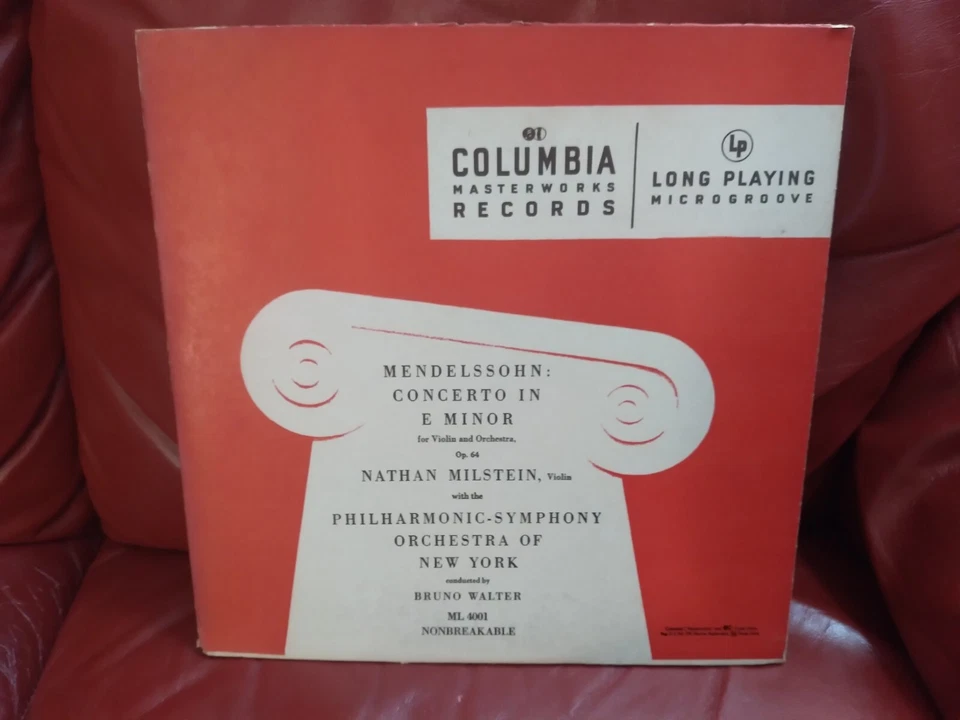 COLUMBIA
MASTERWORKS
RECORDS
LP
LONG PLAYING
MICROGROOVE
MENDELSSOHN:
CONCERTO IN
E MINOR
for Violin and Orchestra,
Op. 64
NATHAN MILSTEIN, Violin
with the
PHILHARMONIC-SYMPHONY
ORCHESTRA OF
NEW YORK
conducted by
BRUNO WALTER
ML 4001
NONBREAKABLE